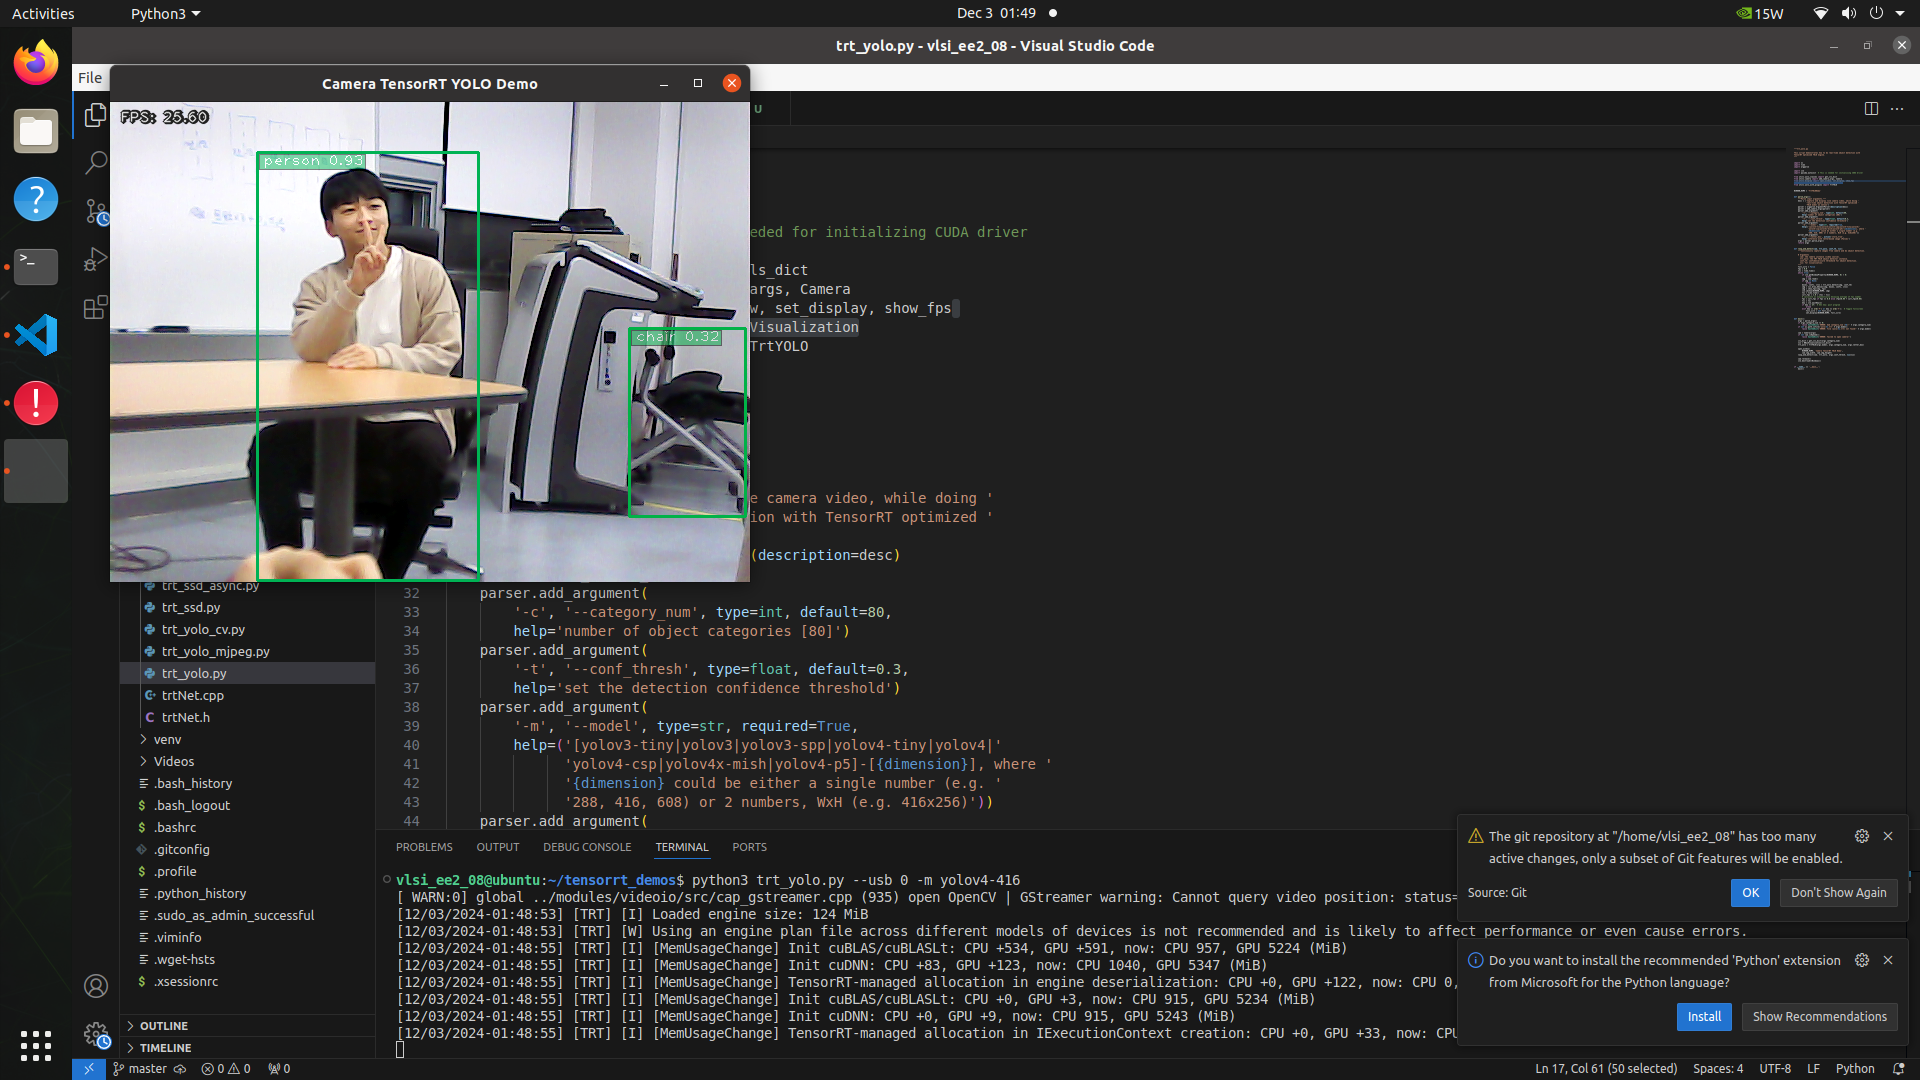 Activities
Python3
Dec 3 01:49
15W
trt_yolo.py - vlsi_ee2_08 - Visual Studio Code
File
Camera TensorRT YOLO Demo
U
FPS: 25.60
person 0.93
chair 0.32
eded for initializing CUDA driver
ls_dict
args, Camera
w, set_display, show_fps
Visualization
TrtYOLO
e camera video, while doing '
ion with TensorRT optimized '
(description=desc)
32 parser.add_argument(
33 '-c', '--category_num', type=int, default=80,
34 help='number of object categories [80]')
35 parser.add_argument(
36 '-t', '--conf_thresh', type=float, default=0.3,
37 help='set the detection confidence threshold')
38 parser.add_argument(
39 '-m', '--model', type=str, required=True,
40 help=('[yolov3-tiny|yolov3|yolov3-spp|yolov4-tiny|yolov4|'
41 'yolov4-csp|yolov4x-mish|yolov4-p5]-[{dimension}], where '
42 '{dimension} could be either a single number (e.g. '
43 '288, 416, 608) or 2 numbers, WxH (e.g. 416x256)'))
44 parser.add argument(
trt_ssd_async.py
trt_ssd.py
trt_yolo_cv.py
trt_yolo_mjpeg.py
trt_yolo.py
trtNet.cpp
trtNet.h
venv
Videos
.bash_history
.bash_logout
.bashrc
.gitconfig
.profile
.python_history
.sudo_as_admin_successful
.viminfo
.wget-hsts
.xsessionrc
OUTLINE
TIMELINE
PROBLEMS OUTPUT DEBUG CONSOLE TERMINAL PORTS
vlsi_ee2_08@ubuntu:~/tensorrt_demos$ python3 trt_yolo.py --usb 0 -m yolov4-416
[ WARN:0] global ../modules/videoio/src/cap_gstreamer.cpp (935) open OpenCV | GStreamer warning: Cannot query video position: status=
[12/03/2024-01:48:53] [TRT] [I] Loaded engine size: 124 MiB
[12/03/2024-01:48:53] [TRT] [W] Using an engine plan file across different models of devices is not recommended and is likely to affect performance or even cause errors.
[12/03/2024-01:48:55] [TRT] [I] [MemUsageChange] Init cuBLAS/cuBLASLt: CPU +534, GPU +591, now: CPU 957, GPU 5224 (MiB)
[12/03/2024-01:48:55] [TRT] [I] [MemUsageChange] Init cuDNN: CPU +83, GPU +123, now: CPU 1040, GPU 5347 (MiB)
[12/03/2024-01:48:55] [TRT] [I] [MemUsageChange] TensorRT-managed allocation in engine deserialization: CPU +0, GPU +122, now: CPU 0,
[12/03/2024-01:48:55] [TRT] [I] [MemUsageChange] Init cuBLAS/cuBLASLt: CPU +0, GPU +3, now: CPU 915, GPU 5234 (MiB)
[12/03/2024-01:48:55] [TRT] [I] [MemUsageChange] Init cuDNN: CPU +0, GPU +9, now: CPU 915, GPU 5243 (MiB)
[12/03/2024-01:48:55] [TRT] [I] [MemUsageChange] TensorRT-managed allocation in IExecutionContext creation: CPU +0, GPU +33, now: CPU
The git repository at "/home/vlsi_ee2_08" has too many
active changes, only a subset of Git features will be enabled.
Source: Git
OK
Don't Show Again
Do you want to install the recommended 'Python' extension
from Microsoft for the Python language?
Install
Show Recommendations
master
0 0
0
Ln 17, Col 61 (50 selected)
Spaces: 4
UTF-8
LF
Python